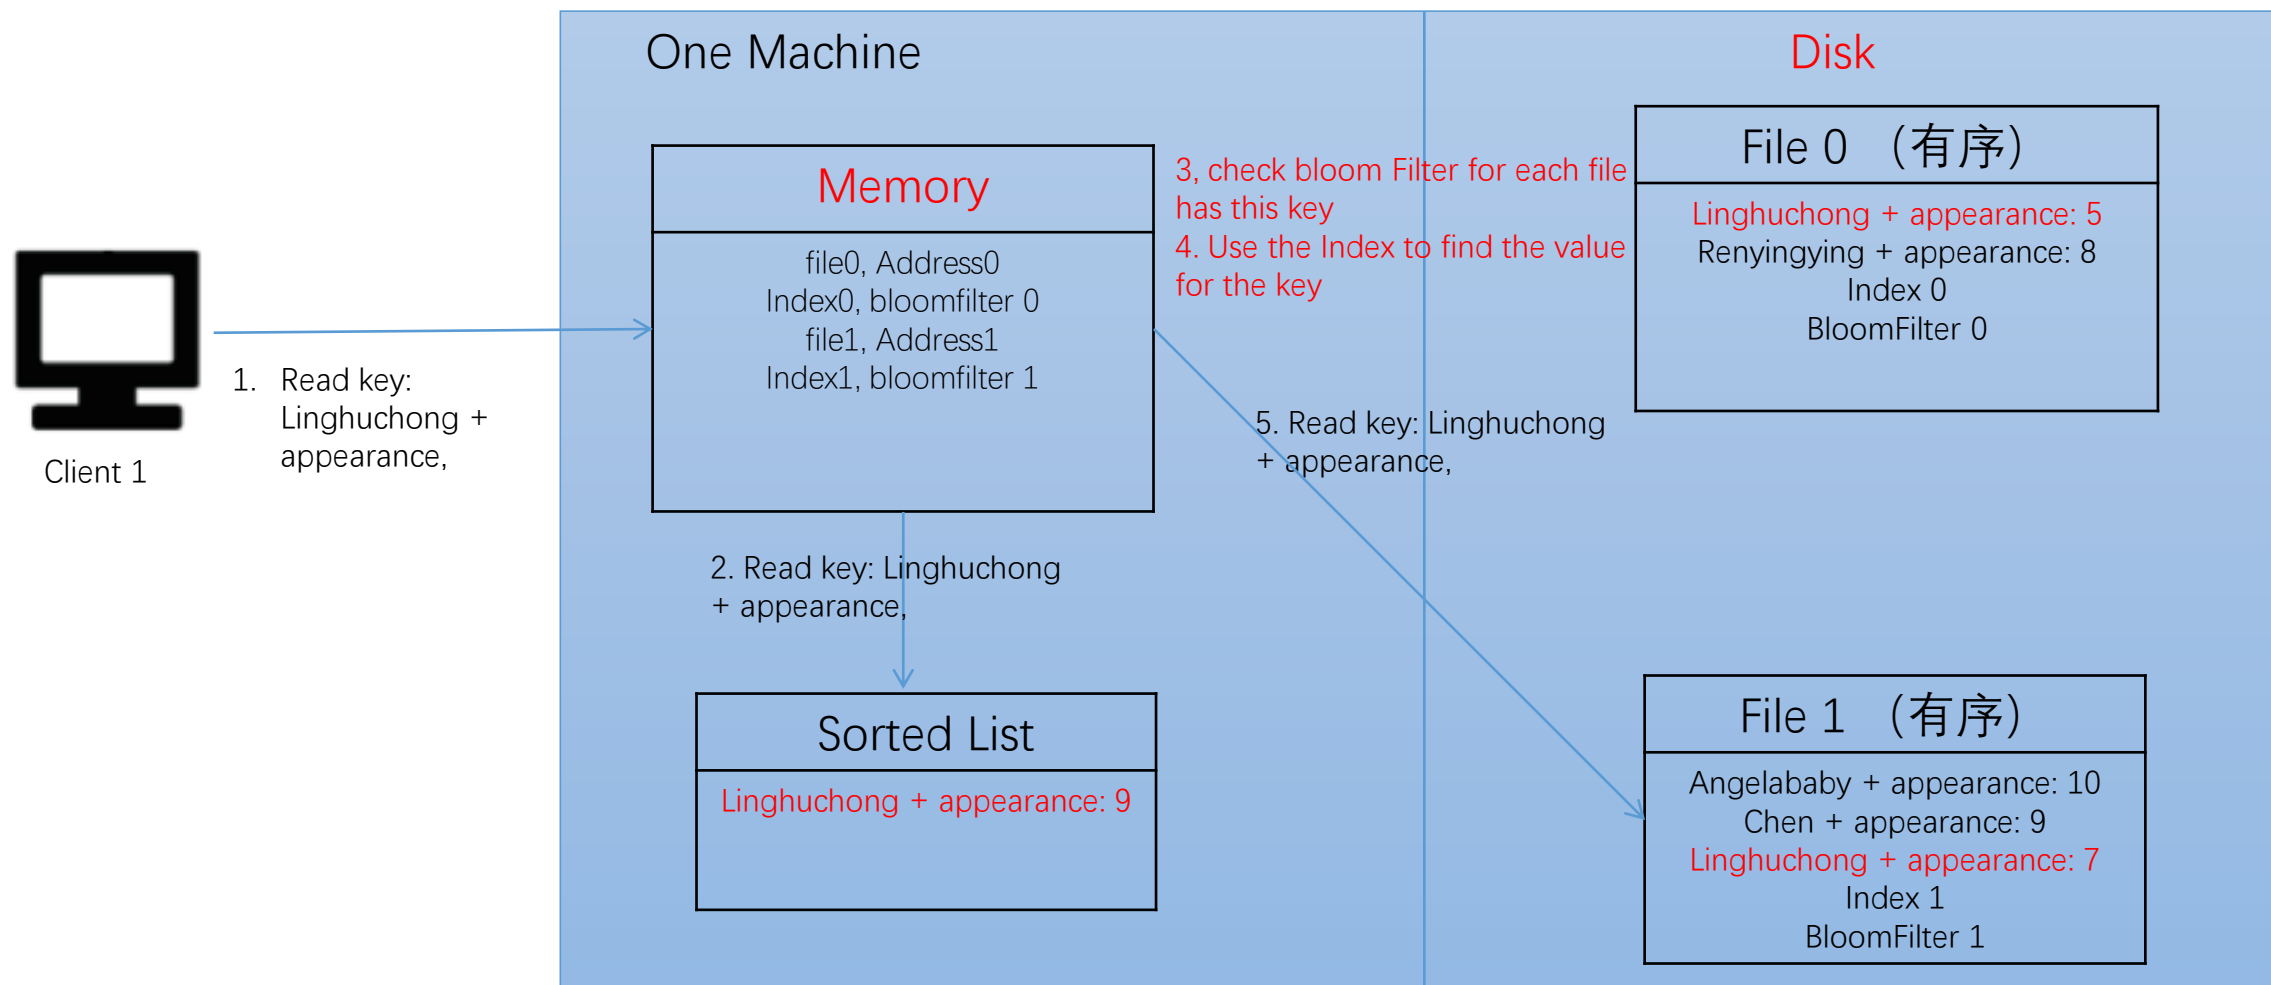 One Machine
Disk
Memory
file0, Address0
Index0, bloomfilter 0
file1, Address1
Index1, bloomfilter 1
3, check bloom Filter for each file
has this key
4. Use the Index to find the value
for the key
File 0 （有序）
Linghuchong + appearance: 5
Renyingying + appearance: 8
Index 0
BloomFilter 0
1. Read key:
Linghuchong +
appearance,
Client 1
5. Read key: Linghuchong
+ appearance,
2. Read key: Linghuchong
+ appearance,
Sorted List
Linghuchong + appearance: 9
File 1 （有序）
Angelababy + appearance: 10
Chen + appearance: 9
Linghuchong + appearance: 7
Index 1
BloomFilter 1